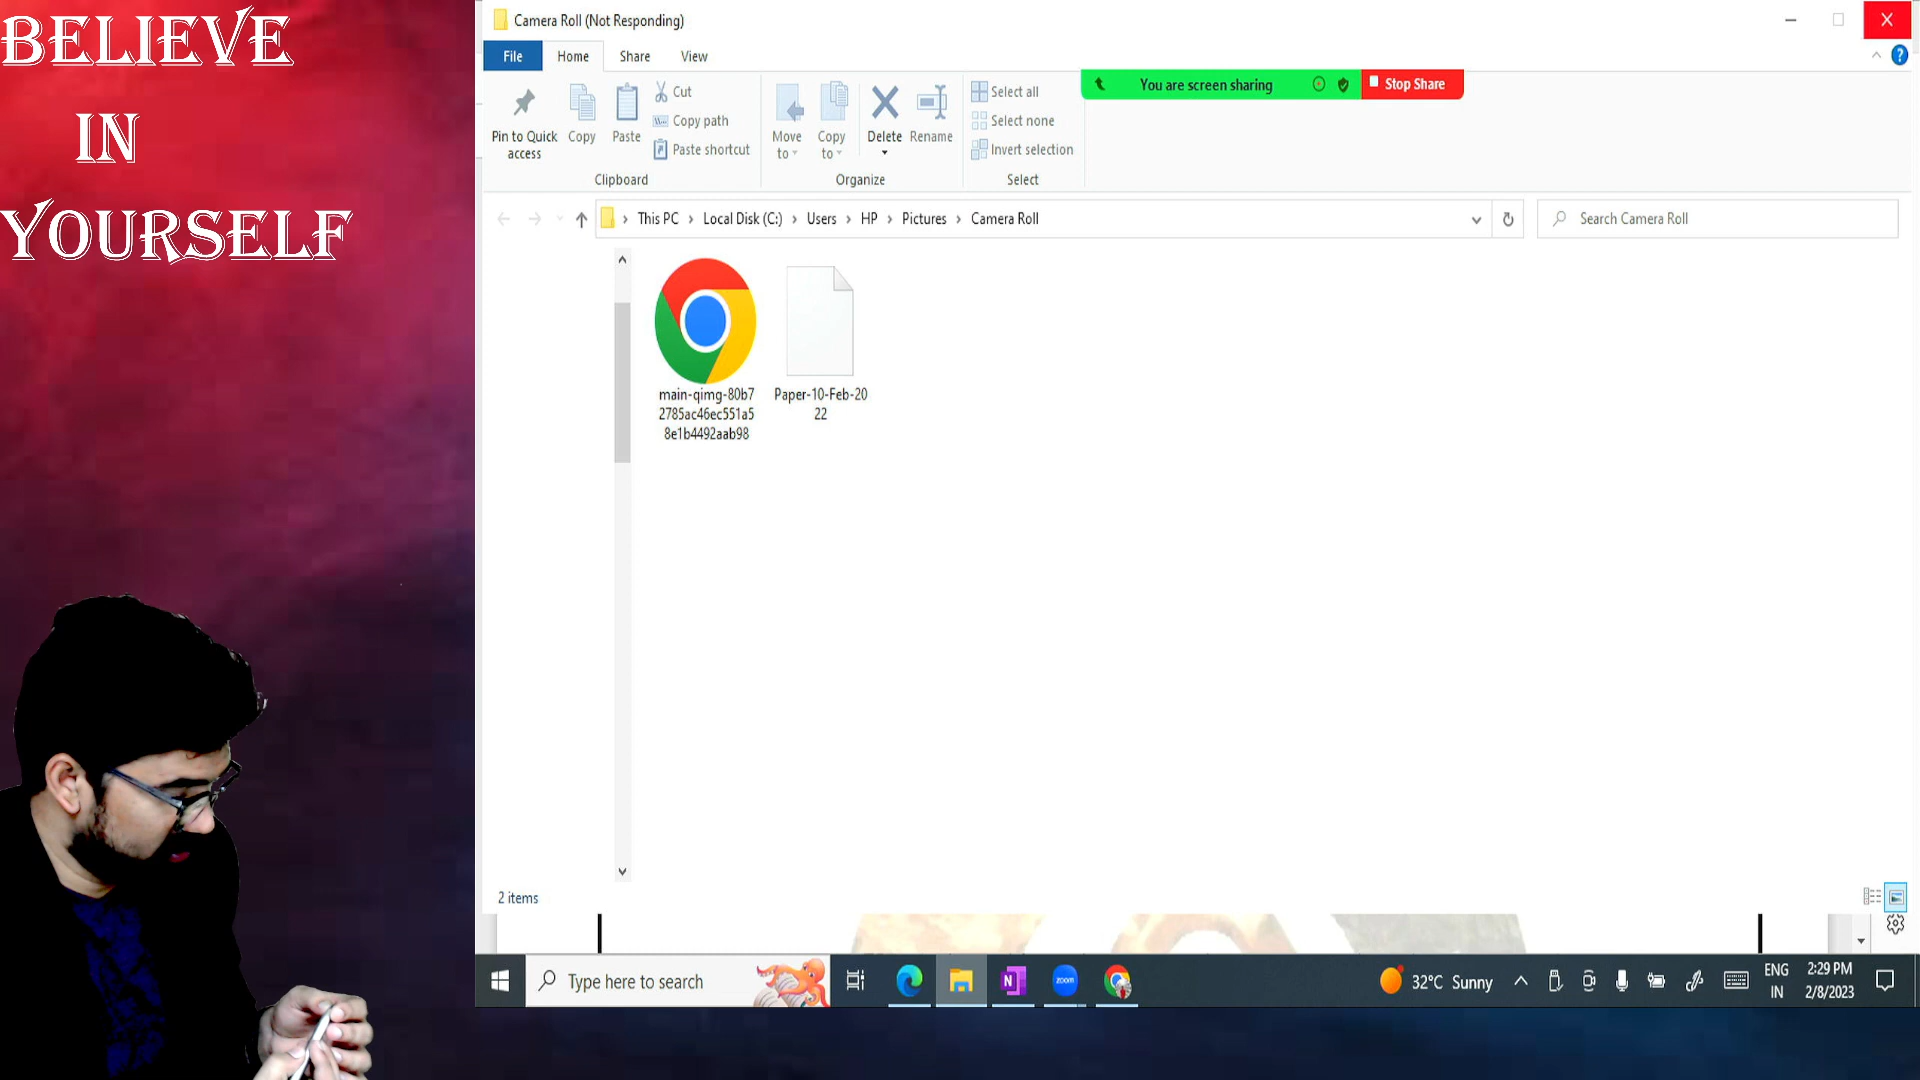 BELIEVE
IN
YOURSELF
Camera Roll (Not Responding)
File Home Share View
You are screen sharing Stop Share
Pin to Quick access
Copy
Paste
Cut
Copy path
Paste shortcut
Clipboard
Move to
Copy to
Delete
Rename
Organize
Select all
Select none
Invert selection
Select
This PC › Local Disk (C:) › Users › HP › Pictures › Camera Roll
Search Camera Roll
main-qimg-80b7
2785ac46ec551a5
8e1b4492aab98
Paper-10-Feb-20
22
2 items
Type here to search
zoom
32°C Sunny
ENG
IN
2:29 PM
2/8/2023